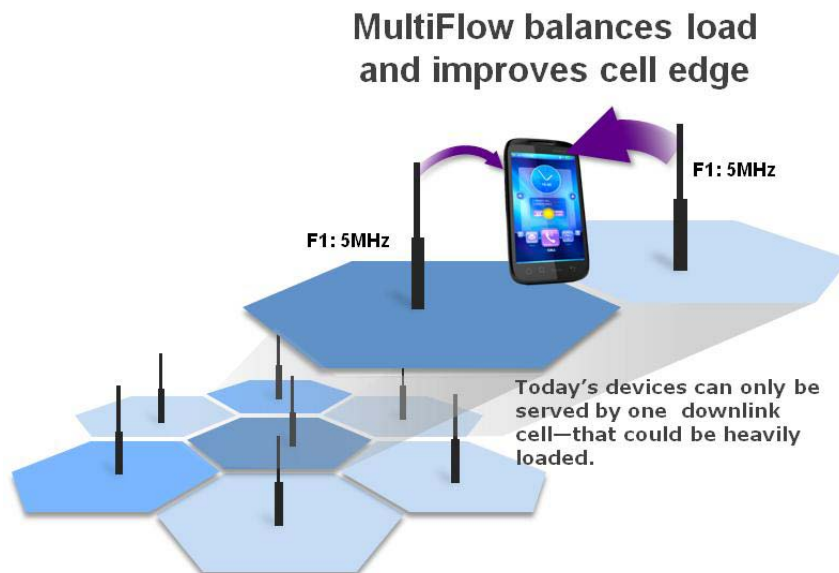 MultiFlow balances load
and improves cell edge
F1: 5MHz
F1: 5MHz
Today’s devices can only be
served by one downlink
cell—that could be heavily
loaded.